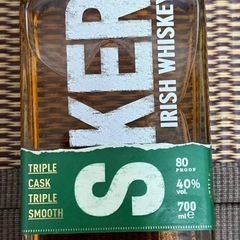 SKER
IRISH WHISKEY
TRIPLE
CASK
TRIPLE
SMOOTH
80
PROOF
40%
vol.
700
ml e